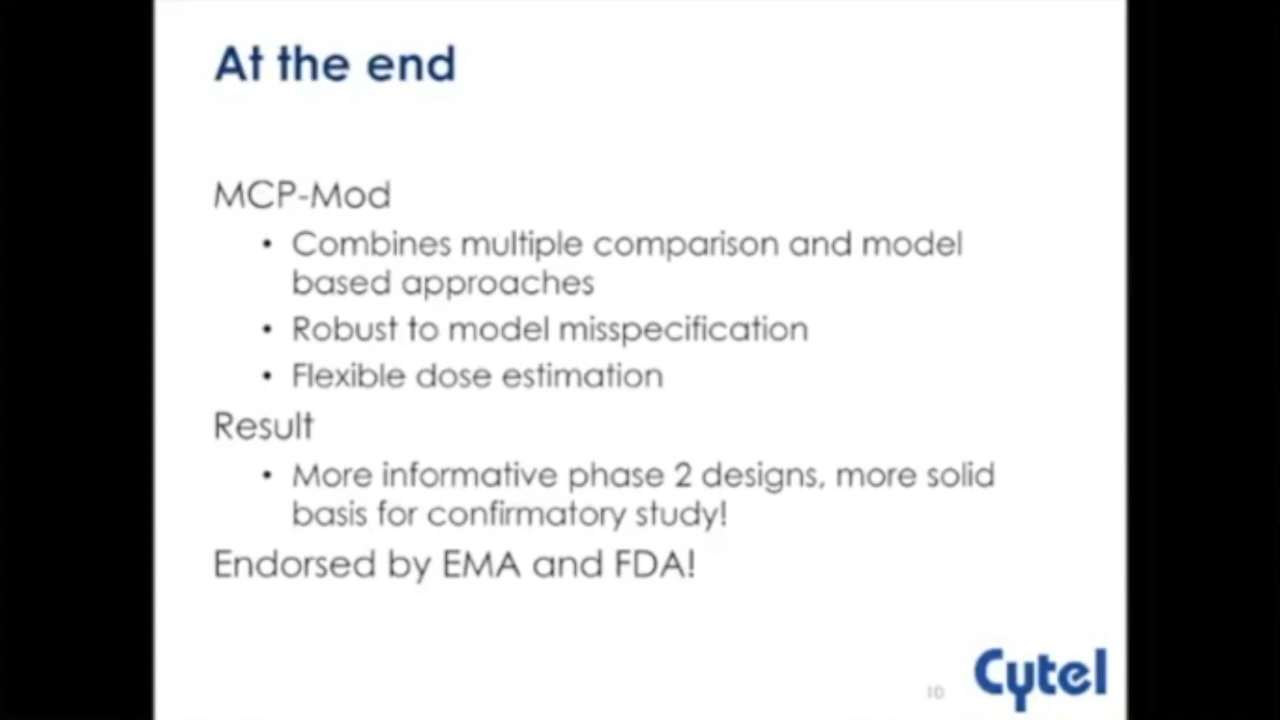 At the end
MCP-Mod
• Combines multiple comparison and model
based approaches
• Robust to model misspecification
• Flexible dose estimation
Result
• More informative phase 2 designs, more solid
basis for confirmatory study!
Endorsed by EMA and FDA!
10
Cytel